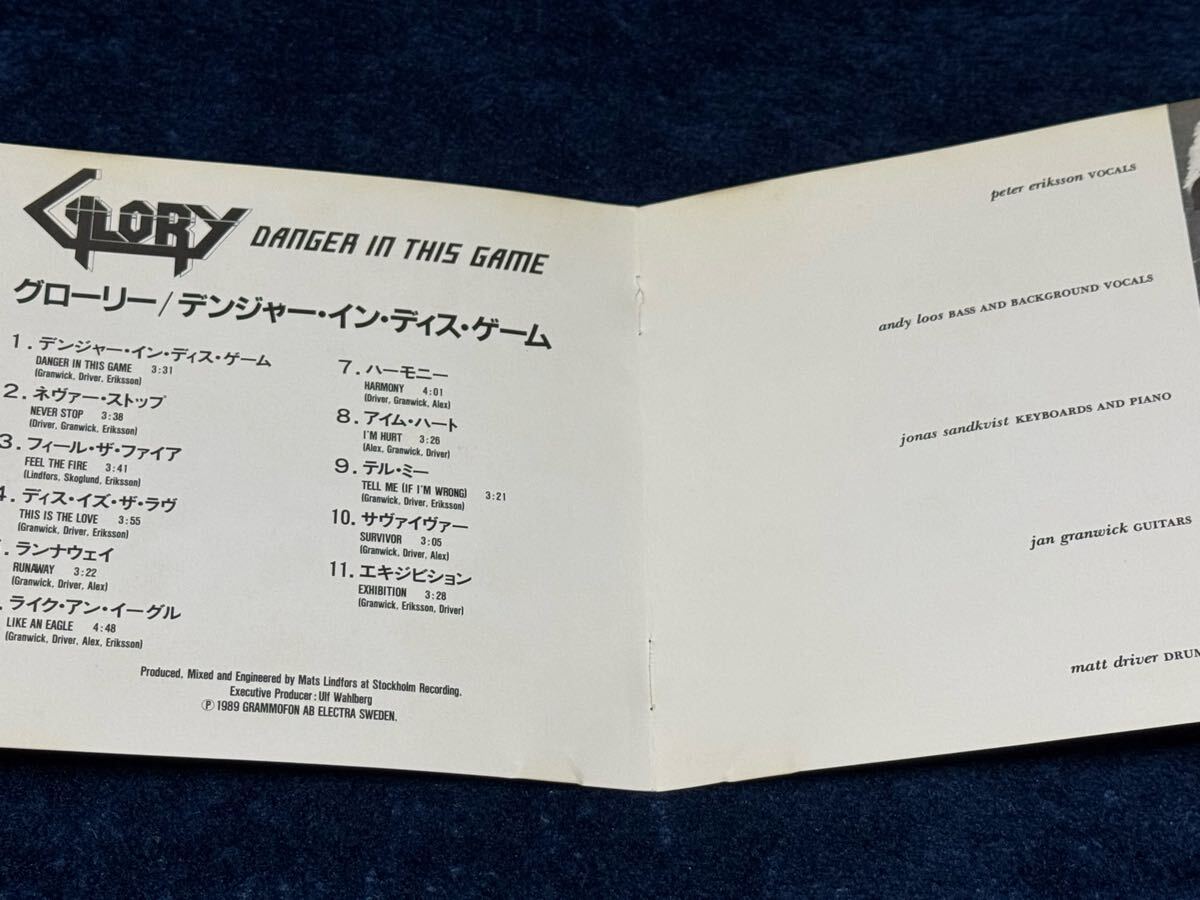 GLORY DANGER IN THIS GAME
グローリー/デンジャー・イン・ディス・ゲーム
1. デンジャー・イン・ディス・ゲーム
DANGER IN THIS GAME 3:31
(Granwick, Driver, Eriksson)
2. ネヴァー・ストップ
NEVER STOP 3:38
(Driver, Granwick, Eriksson)
3. フィール・ザ・ファイア
FEEL THE FIRE 3:41
(Lindfors, Skoglund, Eriksson)
4. ディス・イズ・ザ・ラヴ
THIS IS THE LOVE 3:55
(Granwick, Driver, Eriksson)
. ランナウェイ
RUNAWAY 3:22
(Granwick, Driver, Alex)
. ライク・アン・イーグル
LIKE AN EAGLE 4:48
(Granwick, Driver, Alex, Eriksson)
7. ハーモニー
HARMONY 4:01
(Driver, Granwick, Alex)
8. アイム・ハート
I'M HURT 3:26
(Alex, Granwick, Driver)
9. テル・ミー
TELL ME (IF I'M WRONG) 3:21
(Granwick, Driver, Eriksson)
10. サヴァイヴァー
SURVIVOR 3:05
(Granwick, Driver, Alex)
11. エキジビション
EXHIBITION 3:28
(Granwick, Eriksson, Driver)
Produced, Mixed and Engineered by Mats Lindfors at Stockholm Recording.
Executive Producer: Ulf Wahlberg
Ⓟ 1989 GRAMMOFON AB ELECTRA SWEDEN.
peter eriksson VOCALS
andy loos BASS AND BACKGROUND VOCALS
jonas sandkvist KEYBOARDS AND PIANO
jan granwick GUITARS
matt driver DRUM